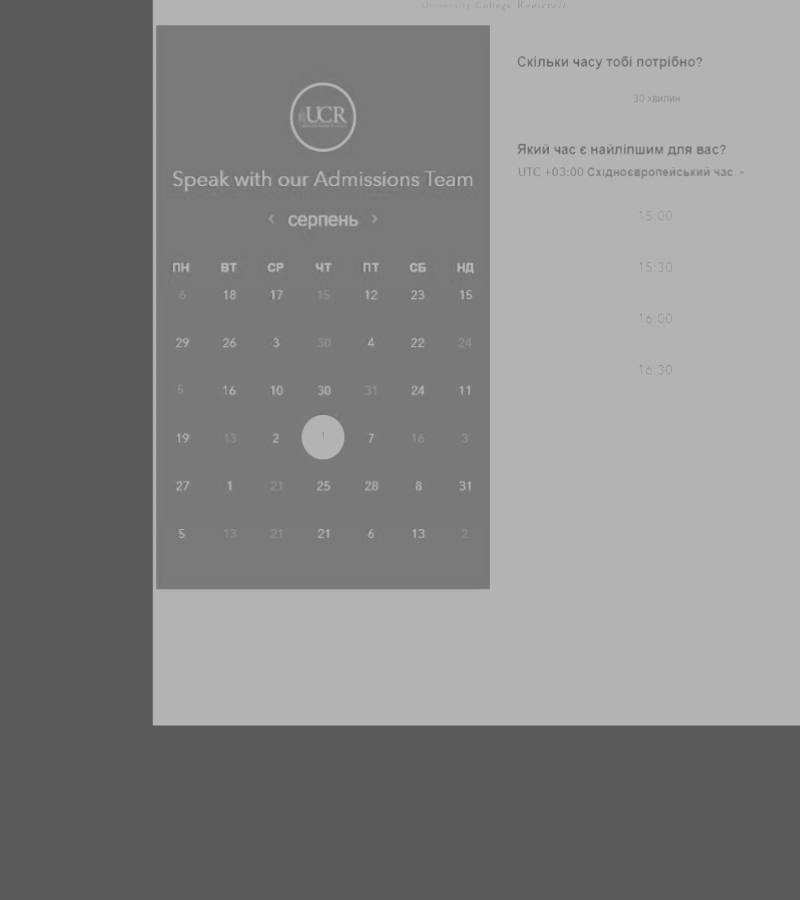 University College Roosevelt
UCR
Speak with our Admissions Team
‹ серпень ›
ПН ВТ СР ЧТ ПТ СБ НД
6 18 17 15 12 23 15
29 26 3 30 4 22 24
5 16 10 30 31 24 11
19 13 2 1 7 16 3
27 1 21 25 28 8 31
5 13 21 21 6 13 2
Скільки часу тобі потрібно?
30 хвилин
Який час є найліпшим для вас?
UTC +03:00 Східноєвропейський час
15:00
15:30
16:00
16:30